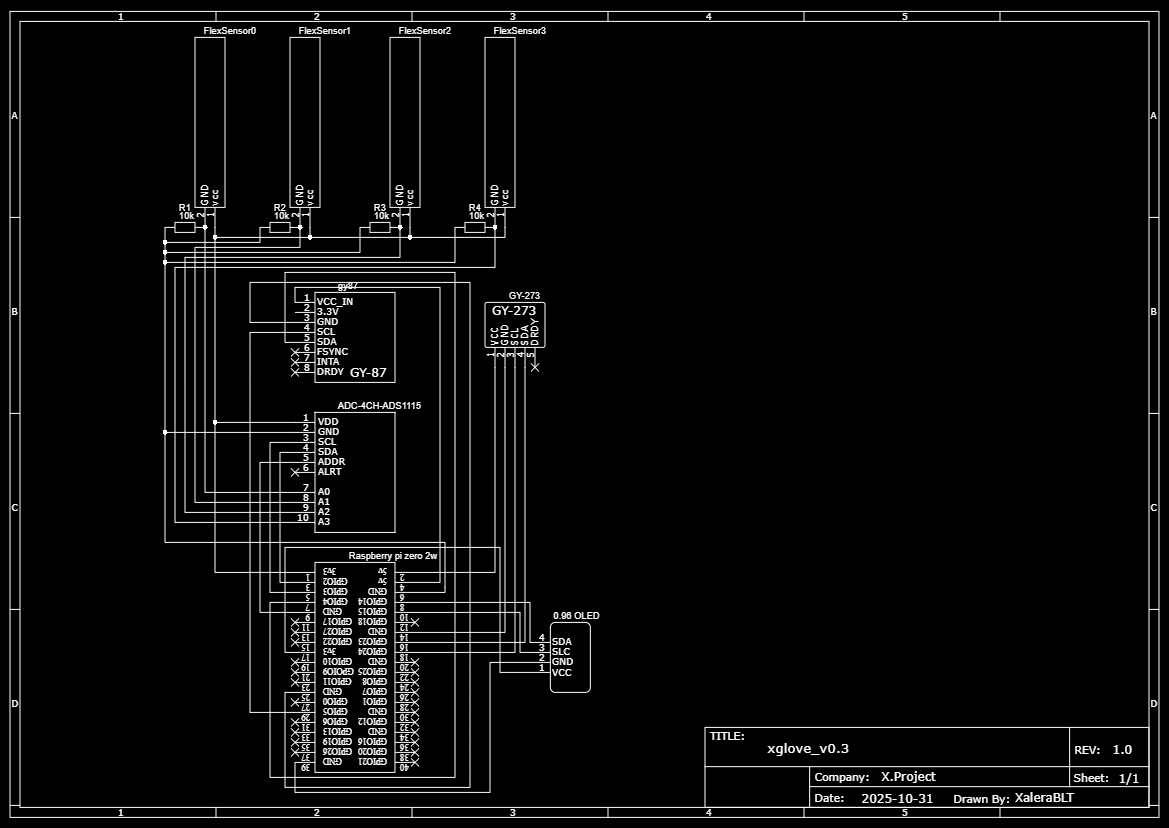 1 2 3 4 5
FlexSensor0 FlexSensor1 FlexSensor2 FlexSensor3
A A
GND vcc GND vcc GND vcc GND vcc
R1 2 1 R2 2 1 R3 2 1 R4 2 1
10k 10k 10k 10k
gy87
1 VCC_IN
2 3.3V
3 GND
4 SCL
5 SDA
6 FSYNC
7 INTA
8 DRDY
GY-87
GY-273
GY-273
VCC GND SCL SDA DRDY
1 2 3 4 5
B B
ADC-4CH-ADS1115
1 VDD
2 GND
3 SCL
4 SDA
5 ADDR
6 ALRT
7 A0
8 A1
9 A2
10 A3
C C
Raspberry pi zero 2w
1 3v3 5v 2
3 GPIO2 5v 4
5 GPIO3 GND 6
7 GPIO4 GPIO14 8
9 GND GPIO15 10
11 GPIO17 GPIO18 12
13 GPIO27 GND 14
15 GPIO22 GPIO23 16
17 3v3 GPIO24 18
19 GPIO10 GND 20
21 GPIO09 GPIO25 22
23 GPIO11 GPIO8 24
25 GND GPIO7 26
27 GPIO0 GPIO1 28
29 GPIO5 GND 30
31 GPIO6 GPIO12 32
33 GPIO13 GND 34
35 GPIO19 GPIO16 36
37 GPIO26 GPIO20 38
39 GND GPIO21 40
0.96 OLED
4 SDA
3 SLC
2 GND
1 VCC
D D
TITLE:
xglove_v0.3
REV: 1.0
Company: X.Project
Sheet: 1/1
Date: 2025-10-31 Drawn By: XaleraBLT
1 2 3 4 5